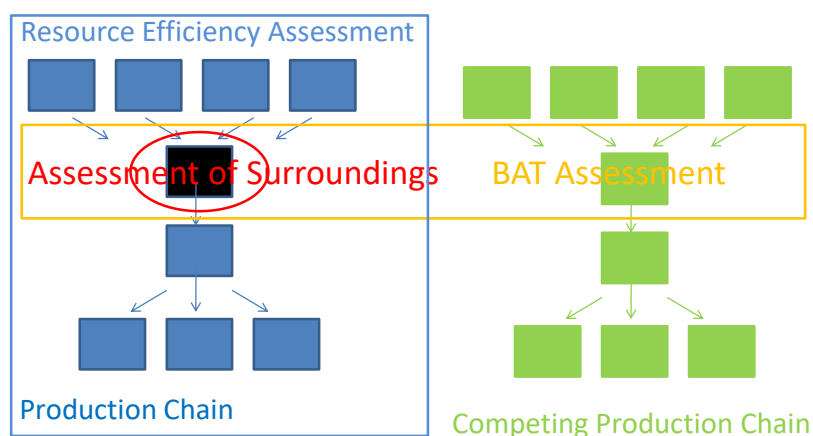 Resource Efficiency Assessment
Assessment of Surroundings
BAT Assessment
Production Chain
Competing Production Chain